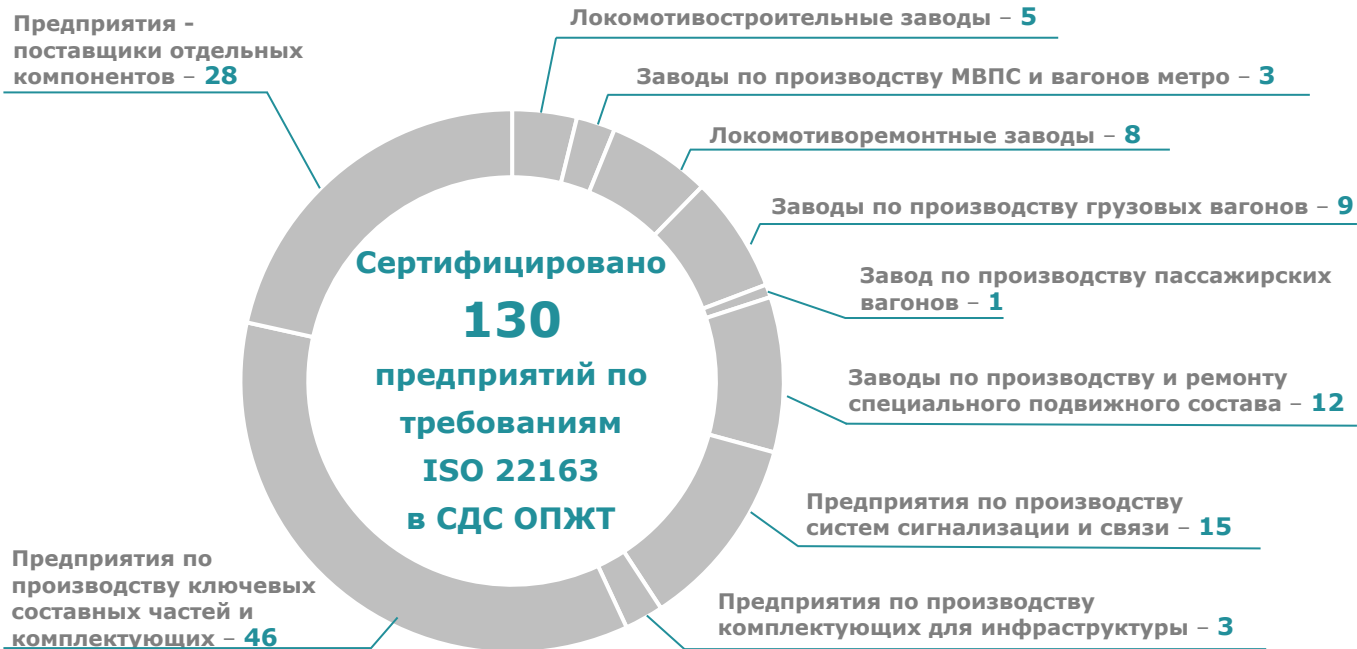 Предприятия -
поставщики отдельных
компонентов – 28
Локомотивостроительные заводы – 5
Заводы по производству МВПС и вагонов метро – 3
Локомотиворемонтные заводы – 8
Заводы по производству грузовых вагонов – 9
Завод по производству пассажирских
вагонов – 1
Заводы по производству и ремонту
специального подвижного состава – 12
Предприятия по производству
систем сигнализации и связи – 15
Предприятия по производству
комплектующих для инфраструктуры – 3
Предприятия по
производству ключевых
составных частей и
комплектующих – 46
Сертифицировано
130
предприятий по
требованиям
ISO 22163
в СДС ОПЖТ